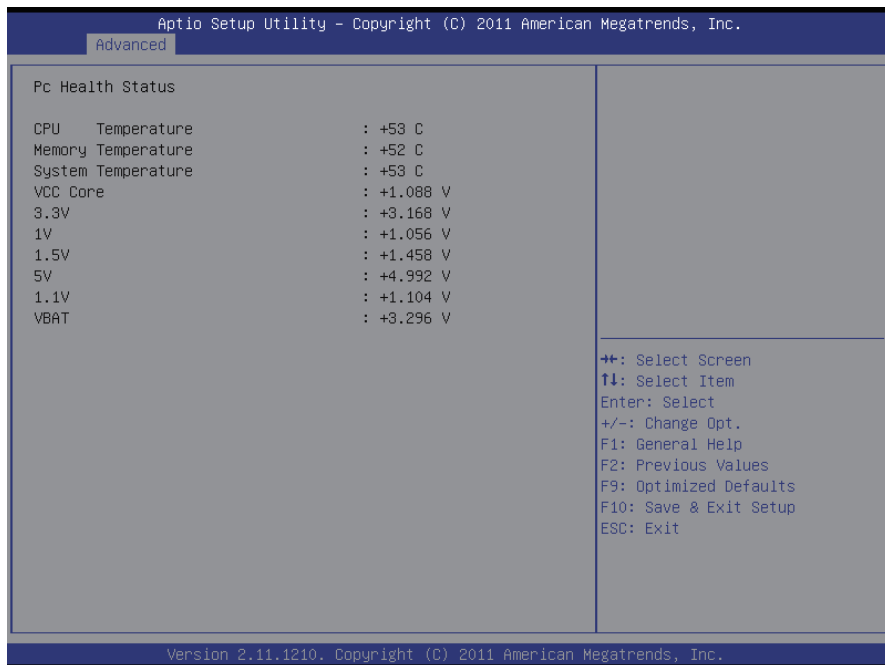 Aptio Setup Utility – Copyright (C) 2011 American Megatrends, Inc.
Advanced
Pc Health Status
CPU Temperature : +53 C
Memory Temperature : +52 C
System Temperature : +53 C
VCC Core : +1.088 V
3.3V : +3.168 V
1V : +1.056 V
1.5V : +1.458 V
5V : +4.992 V
1.1V : +1.104 V
VBAT : +3.296 V
→←: Select Screen
↑↓: Select Item
Enter: Select
+/-: Change Opt.
F1: General Help
F2: Previous Values
F9: Optimized Defaults
F10: Save & Exit Setup
ESC: Exit
Version 2.11.1210. Copyright (C) 2011 American Megatrends, Inc.